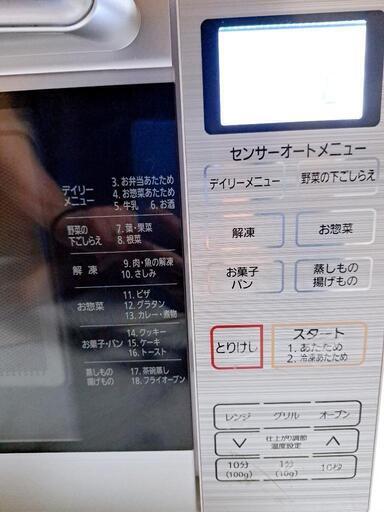 センサーオートメニュー
デイリーメニュー
野菜の下ごしらえ
解凍
お惣菜
お菓子
パン
蒸しもの
揚げもの
とりけし
スタート
1. あたため
2. 冷凍あたため
レンジ
グリル
オーブン
仕上がり調節
温度設定
10分
(100g)
1分
(10g)
10秒
デイリー
メニュー
3. お弁当あたため
4. お惣菜あたため
5. 牛乳 6. お酒
野菜の
下ごしらえ
7. 葉・果菜
8. 根菜
解凍
9. 肉・魚の解凍
10. さしみ
お惣菜
11. ピザ
12. グラタン
13. カレー・煮物
お菓子・パン
14. クッキー
15. ケーキ
16. トースト
蒸しもの
揚げもの
17. 茶碗蒸し
18. フライオーブン